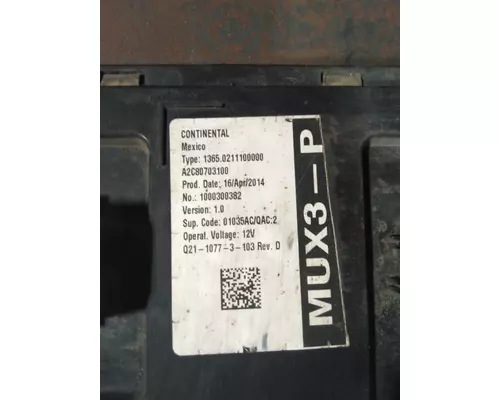 CONTINENTAL
Mexico
Type: 1365.0211100000
A2C80703100
Prod. Date; 16/Apr/2014
No.: 1000300382
Version: 1.0
Sup. Code: 01035AC/QAC:2
Operat. Voltage: 12V
Q21-1077-3-103 Rev. D
MUX3-P